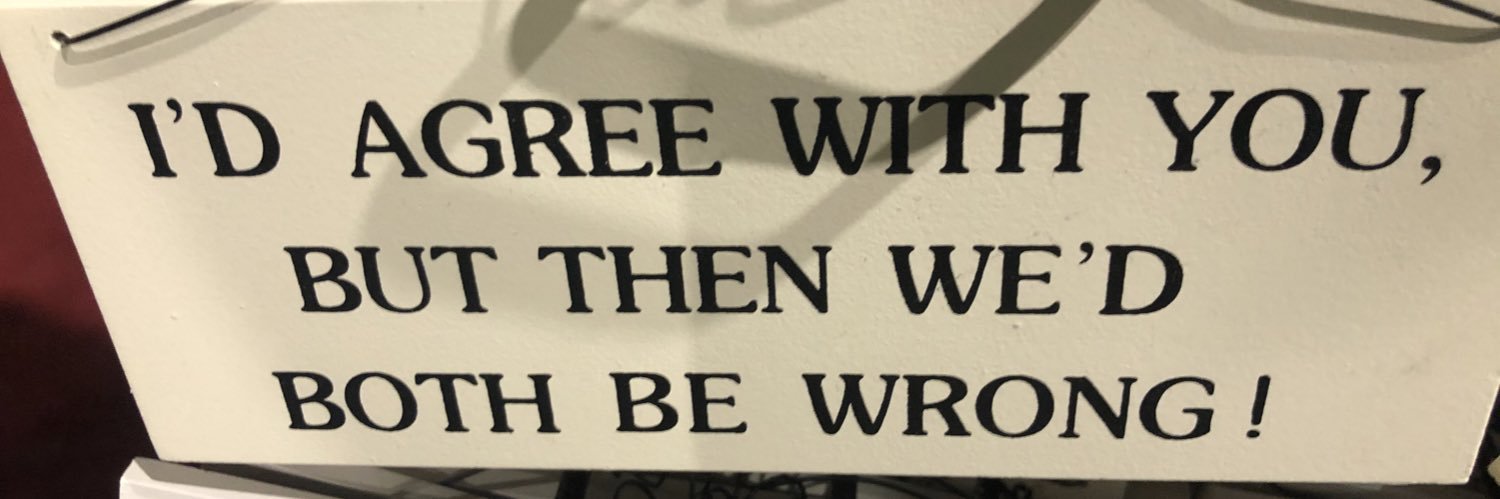 I'D AGREE WITH YOU,
BUT THEN WE'D
BOTH BE WRONG!